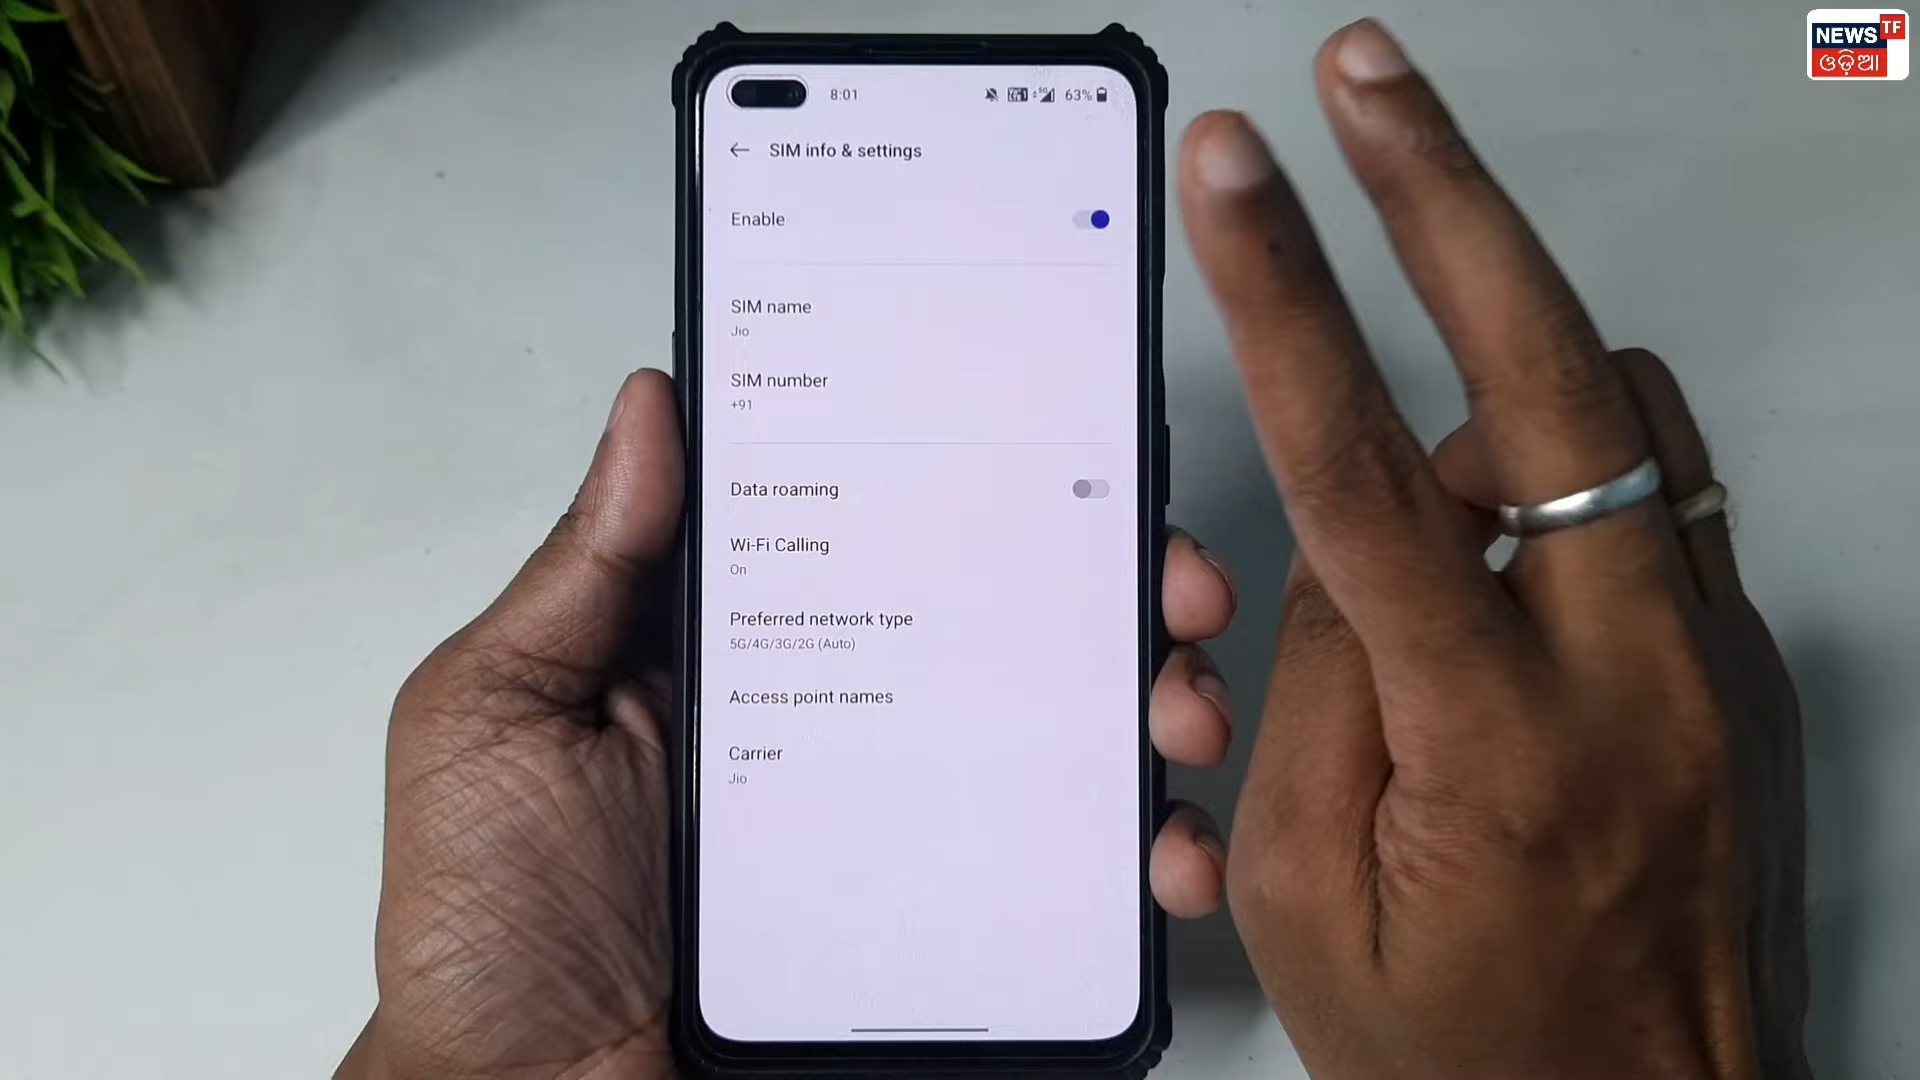 NEWS TF
ଓଡ଼ିଆ
8:01
5G
63%
SIM info & settings
Enable
SIM name
Jio
SIM number
+91
Data roaming
Wi-Fi Calling
On
Preferred network type
5G/4G/3G/2G (Auto)
Access point names
Carrier
Jio